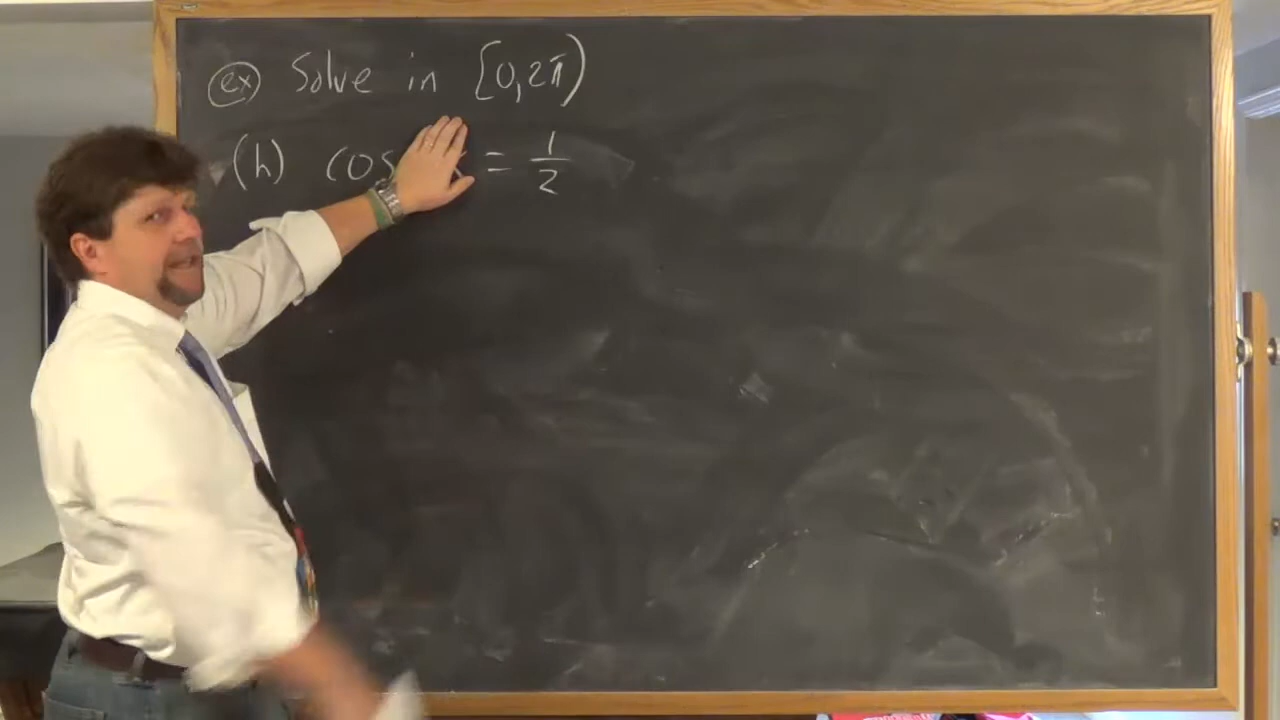 ex Solve in [0,2π)
(h) cos = 1/2